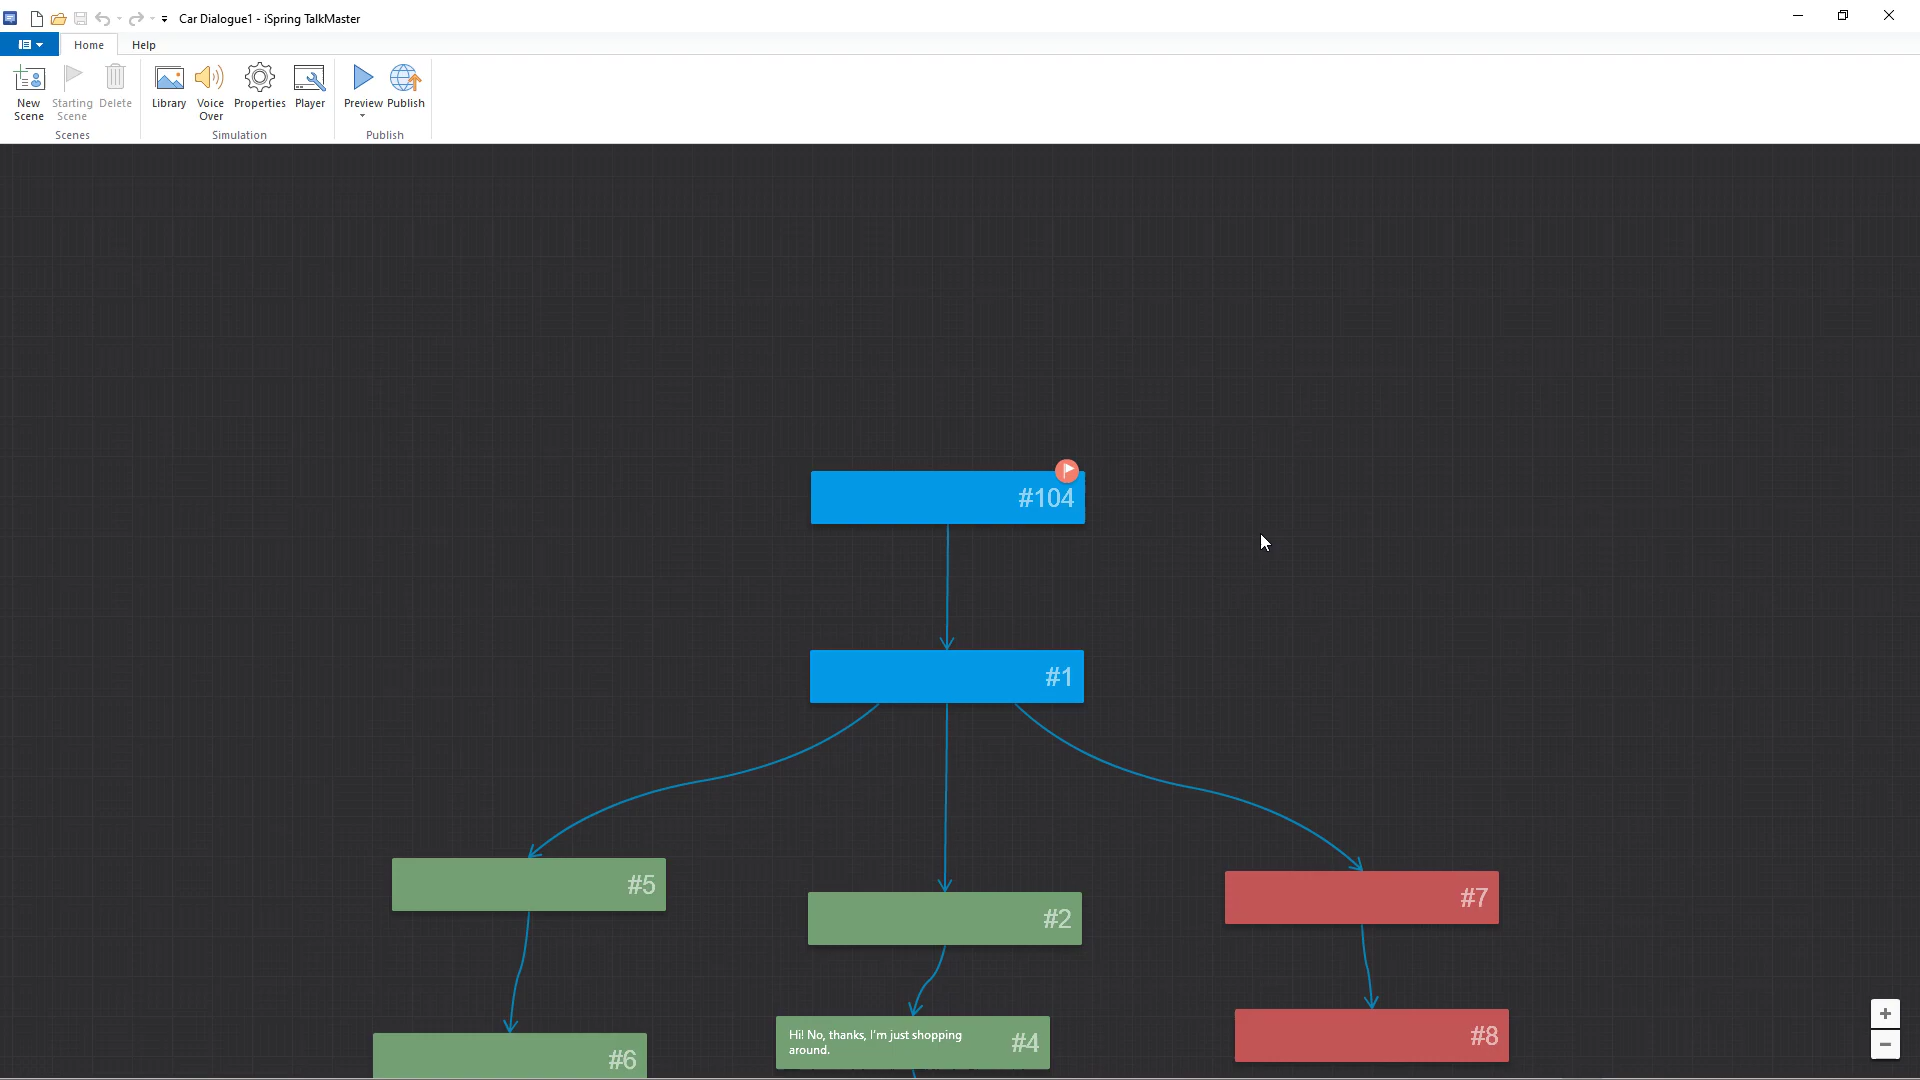 Car Dialogue1 - iSpring TalkMaster
Home
Help
New
Scene
Starting
Scene
Delete
Library
Voice
Over
Properties
Player
Preview
Publish
Scenes
Simulation
Publish
#104
#1
#5
#2
#7
Hi! No, thanks, I'm just shopping
around.
#4
#8
#6